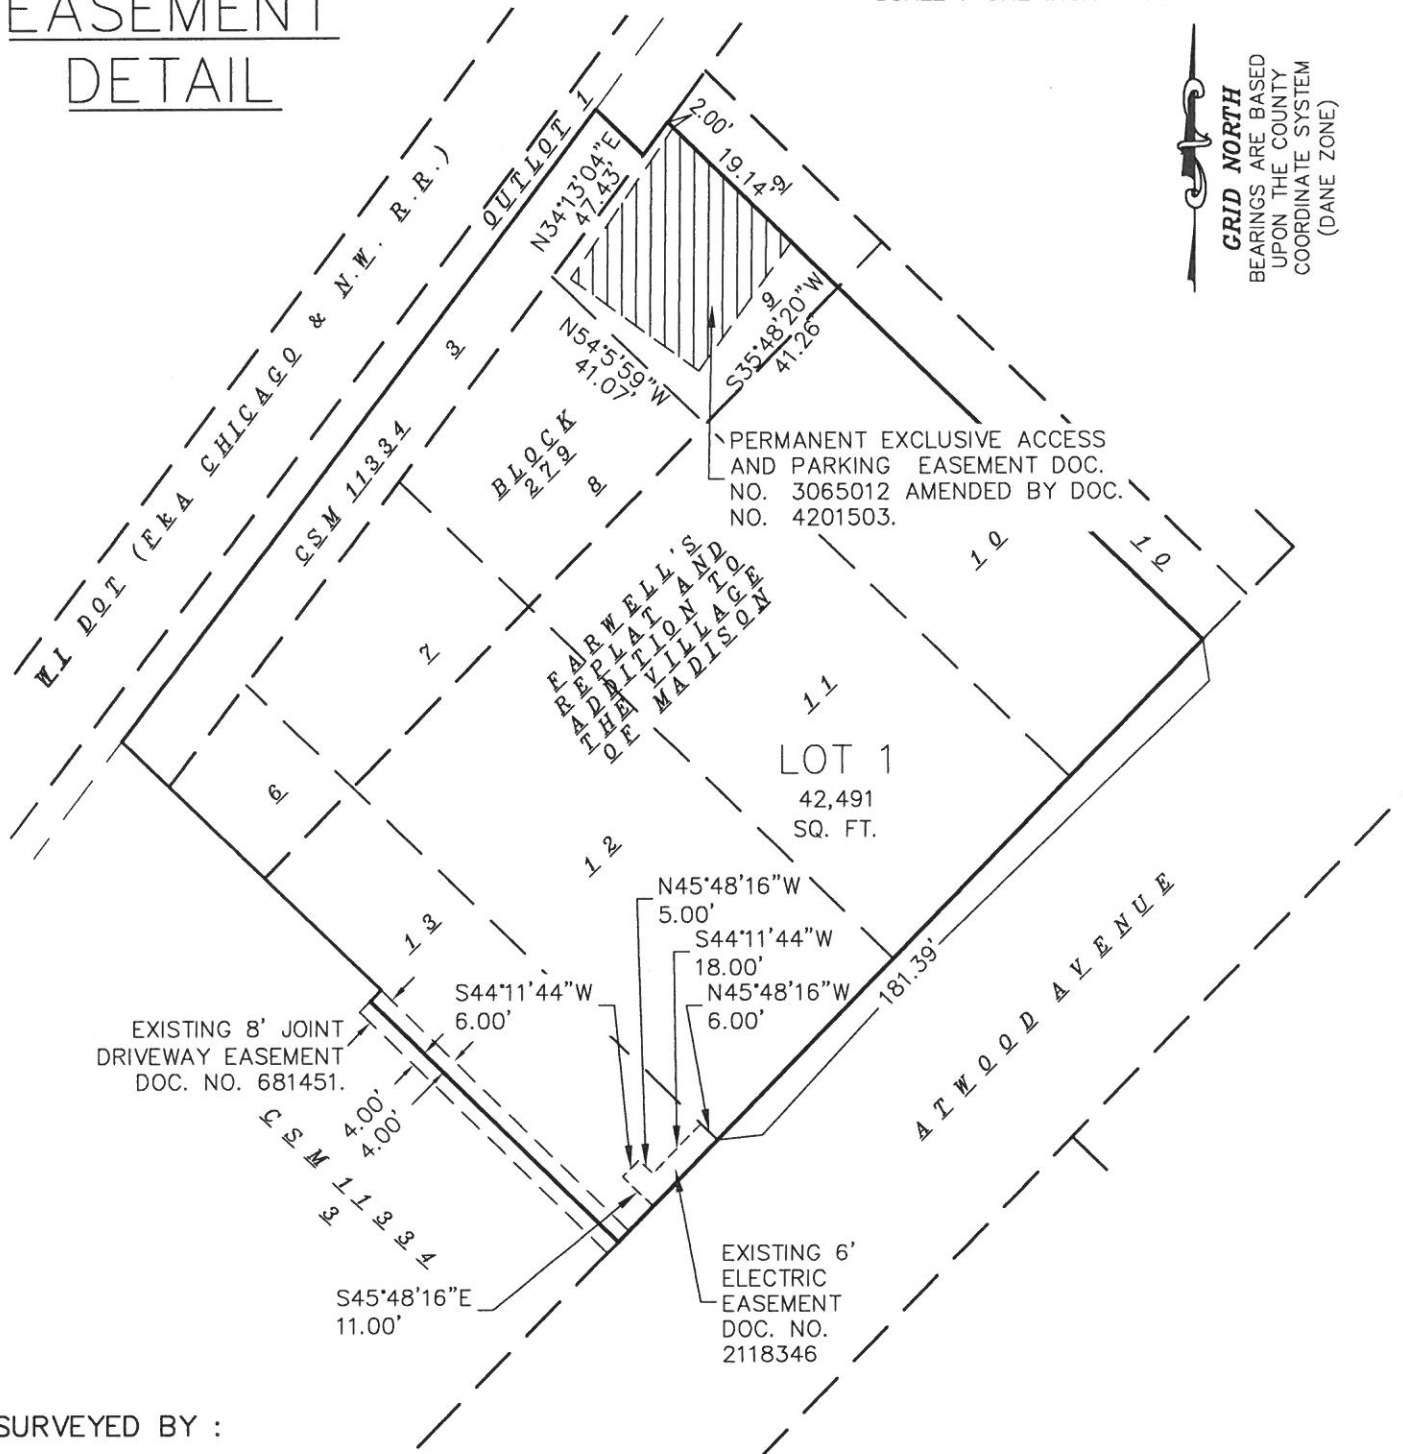 EASEMENT
DETAIL
GRID NORTH
BEARINGS ARE BASED
UPON THE COUNTY
COORDINATE SYSTEM
(DANE ZONE)
WI DOT (FKA CHICAGO & N.W. R.R.)
OUTLOT 1
N34°13'04"E
47.43'
2.00'
19.14'
9
9
S35°48'20"W
41.26'
N54°5'59"W
41.07'
3
CSM 11334
BLOCK
279
8
PERMANENT EXCLUSIVE ACCESS
AND PARKING EASEMENT DOC.
NO. 3065012 AMENDED BY DOC.
NO. 4201503.
10
10
7
FARWELL'S
REPLAT AND
ADDITION TO
THE VILLAGE
OF MADISON
11
LOT 1
42,491
SQ. FT.
6
12
13
N45°48'16"W
5.00'
S44°11'44"W
18.00'
N45°48'16"W
6.00'
S44°11'44"W
6.00'
181.39'
ATWOOD AVENUE
EXISTING 8' JOINT
DRIVEWAY EASEMENT
DOC. NO. 681451.
4.00'
4.00'
CSM 11334
3
S45°48'16"E
11.00'
EXISTING 6'
ELECTRIC
EASEMENT
DOC. NO.
2118346
SURVEYED BY :